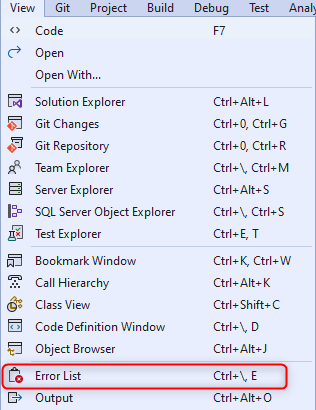 View Git Project Build Debug Test Analy
Code F7
Open
Open With...
Solution Explorer Ctrl+Alt+L
Git Changes Ctrl+0, Ctrl+G
Git Repository Ctrl+0, Ctrl+R
Team Explorer Ctrl+\, Ctrl+M
Server Explorer Ctrl+Alt+S
SQL Server Object Explorer Ctrl+\, Ctrl+S
Test Explorer Ctrl+E, T
Bookmark Window Ctrl+K, Ctrl+W
Call Hierarchy Ctrl+Alt+K
Class View Ctrl+Shift+C
Code Definition Window Ctrl+\, D
Object Browser Ctrl+Alt+J
Error List Ctrl+\, E
Output Ctrl+Alt+O